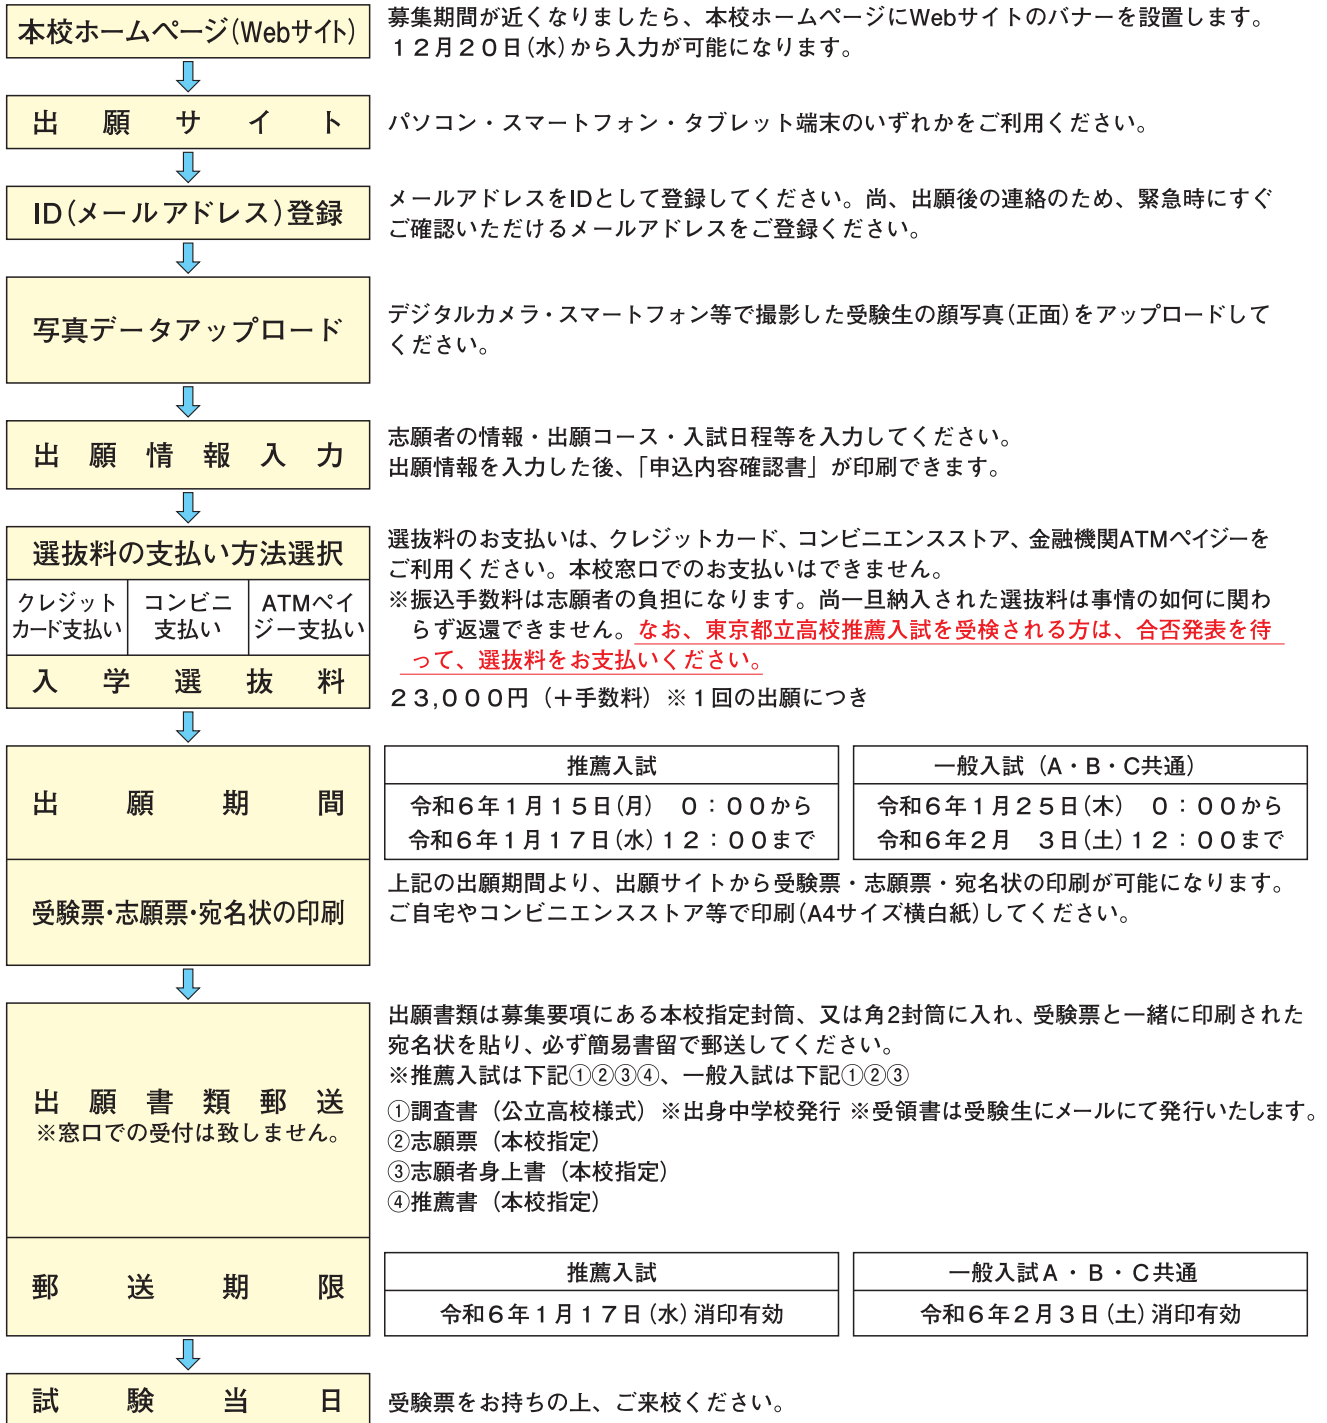 本校ホームページ(Webサイト)
募集期間が近くなりましたら、本校ホームページにWebサイトのバナーを設置します。
１２月２０日(水)から入力が可能になります。
出願サイト
パソコン・スマートフォン・タブレット端末のいずれかをご利用ください。
ID(メールアドレス)登録
メールアドレスをIDとして登録してください。尚、出願後の連絡のため、緊急時にすぐ
ご確認いただけるメールアドレスをご登録ください。
写真データアップロード
デジタルカメラ・スマートフォン等で撮影した受験生の顔写真(正面)をアップロードして
ください。
出願情報入力
志願者の情報・出願コース・入試日程等を入力してください。
出願情報を入力した後、「申込内容確認書」が印刷できます。
選抜料の支払い方法選択
クレジット
カード支払い
コンビニ
支払い
ATMペイ
ジー支払い
入学選抜料
選抜料のお支払いは、クレジットカード、コンビニエンスストア、金融機関ATMペイジーを
ご利用ください。本校窓口でのお支払いはできません。
※振込手数料は志願者の負担になります。尚一旦納入された選抜料は事情の如何に関わ
らず返還できません。なお、東京都立高校推薦入試を受検される方は、合否発表を待
って、選抜料をお支払いください。
２３,０００円（＋手数料）※１回の出願につき
出願期間
推薦入試
令和６年１月１５日(月)　０：００から
令和６年１月１７日(水)１２：００まで
一般入試（A・B・C共通）
令和６年１月２５日(木)　０：００から
令和６年２月　３日(土)１２：００まで
受験票・志願票・宛名状の印刷
上記の出願期間より、出願サイトから受験票・志願票・宛名状の印刷が可能になります。
ご自宅やコンビニエンスストア等で印刷(A4サイズ横白紙)してください。
出願書類郵送
※窓口での受付は致しません。
出願書類は募集要項にある本校指定封筒、又は角2封筒に入れ、受験票と一緒に印刷された
宛名状を貼り、必ず簡易書留で郵送してください。
※推薦入試は下記①②③④、一般入試は下記①②③
①調査書（公立高校様式）※出身中学校発行 ※受領書は受験生にメールにて発行いたします。
②志願票（本校指定）
③志願者身上書（本校指定）
④推薦書（本校指定）
郵送期限
推薦入試
令和６年１月１７日(水)消印有効
一般入試A・B・C共通
令和６年２月３日(土)消印有効
試験当日
受験票をお持ちの上、ご来校ください。